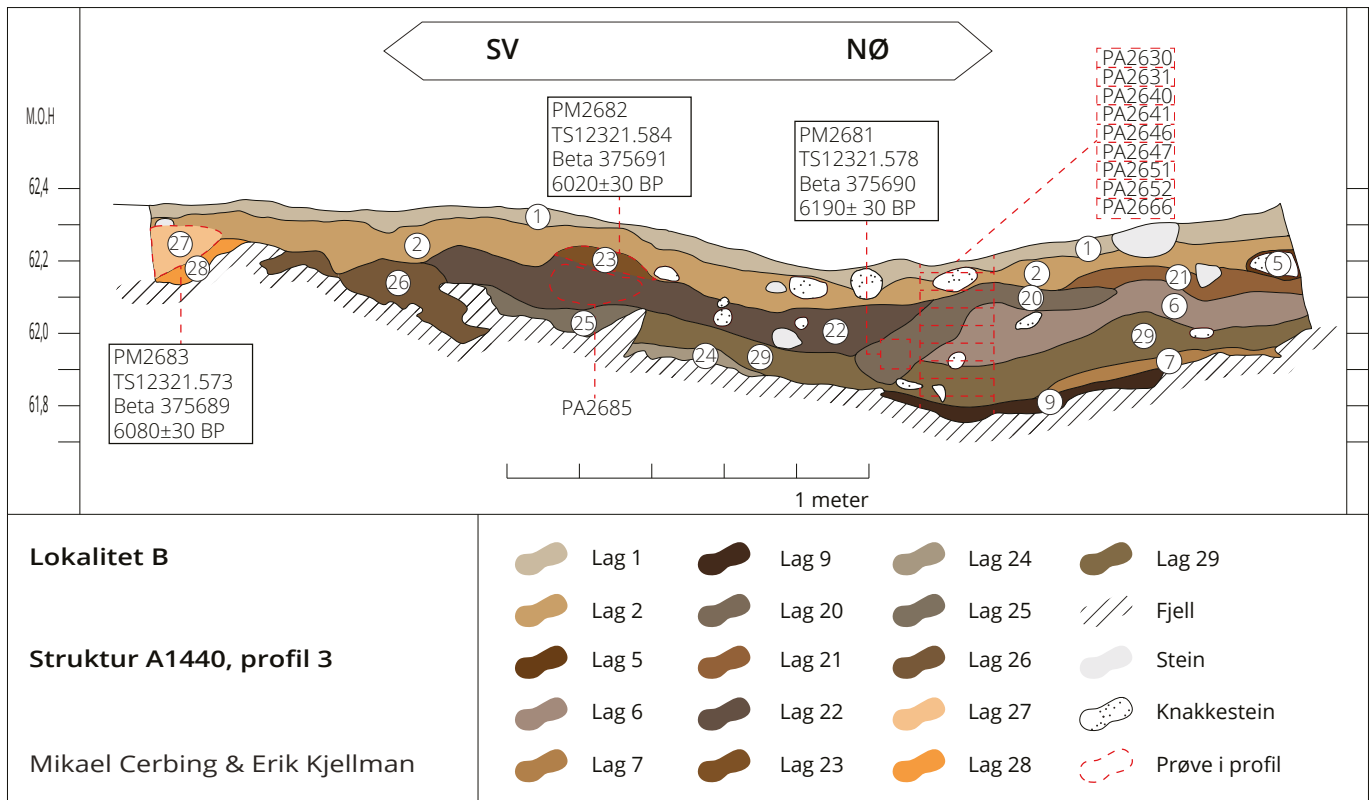 SV NØ
M.O.H
62,4
62,2
62,0
61,8
PM2682
TS12321.584
Beta 375691
6020±30 BP
PM2681
TS12321.578
Beta 375690
6190± 30 BP
PA2630
PA2631
PA2640
PA2641
PA2646
PA2647
PA2651
PA2652
PA2666
1
2
27
28
26
23
25
24
29
22
1
2
20
21
5
6
29
7
9
PM2683
TS12321.573
Beta 375689
6080±30 BP
PA2685
1 meter
Lokalitet B
Struktur A1440, profil 3
Mikael Cerbing & Erik Kjellman
Lag 1
Lag 2
Lag 5
Lag 6
Lag 7
Lag 9
Lag 20
Lag 21
Lag 22
Lag 23
Lag 24
Lag 25
Lag 26
Lag 27
Lag 28
Lag 29
Fjell
Stein
Knakkestein
Prøve i profil